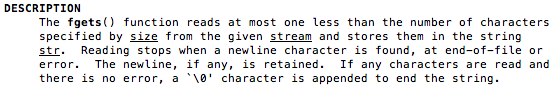 DESCRIPTION
The fgets() function reads at most one less than the number of characters
specified by size from the given stream and stores them in the string
str.  Reading stops when a newline character is found, at end-of-file or
error.  The newline, if any, is retained.  If any characters are read and
there is no error, a `\0' character is appended to end the string.